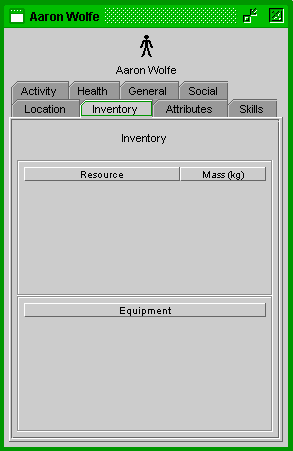 Aaron Wolfe
Aaron Wolfe
Activity Health General Social
Location Inventory Attributes Skills
Inventory
Resource Mass (kg)
Equipment